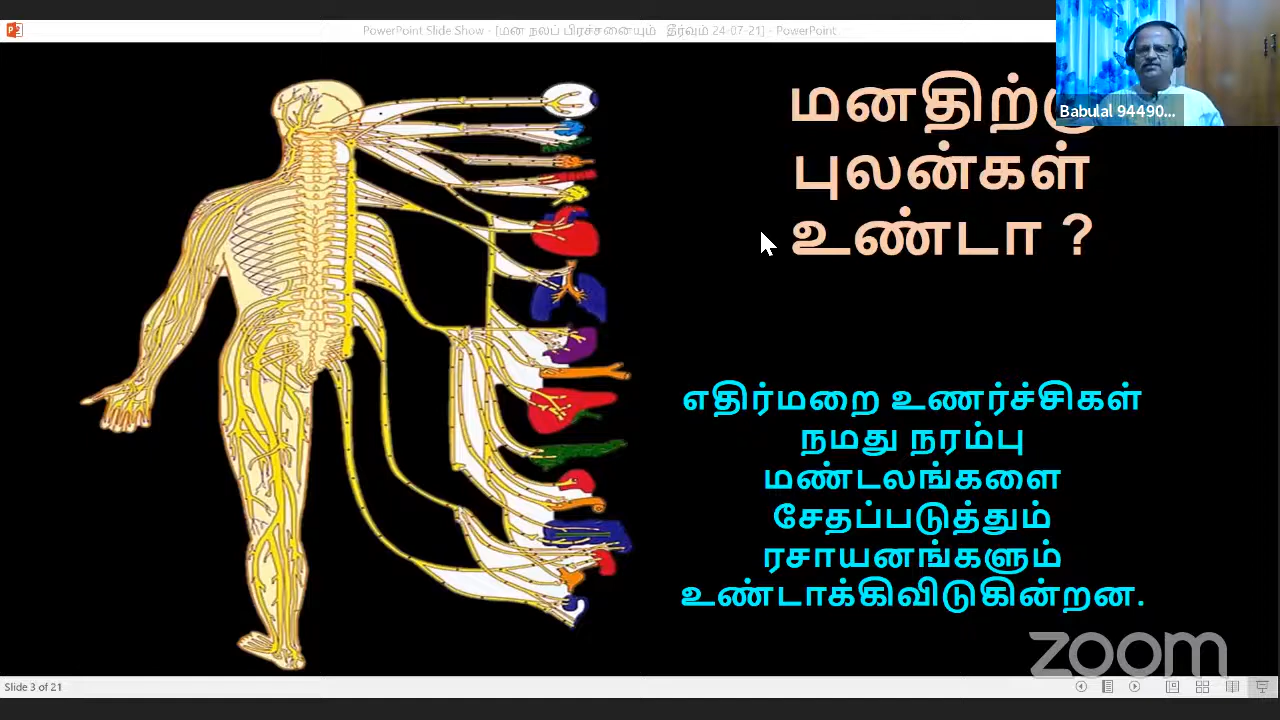 PowerPoint Slide Show - [மன நலப் பிரச்சனையும் தீர்வும் 24-07-21] - PowerPoint
Babulal 94490...
புலன்கள்
உண்டா ?
எதிர்மறை உணர்ச்சிகள்
நமது நரம்பு
மண்டலங்களை
சேதப்படுத்தும்
ரசாயனங்களும்
உண்டாக்கிவிடுகின்றன.
zoom
Slide 3 of 21